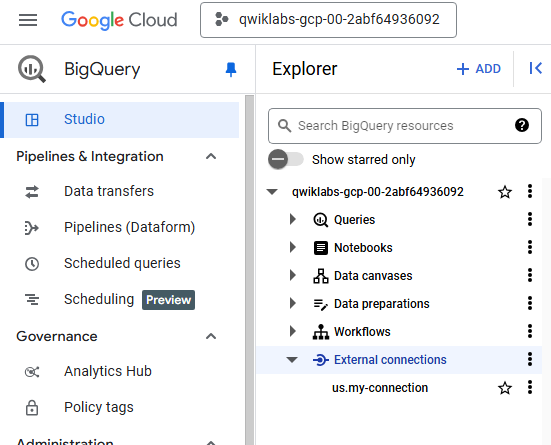 Google Cloud
qwiklabs-gcp-00-2abf64936092
BigQuery
Studio
Pipelines & Integration
Data transfers
Pipelines (Dataform)
Scheduled queries
Scheduling Preview
Governance
Analytics Hub
Policy tags
Administration
Explorer
+ ADD
Search BigQuery resources
Show starred only
qwiklabs-gcp-00-2abf64936092
Queries
Notebooks
Data canvases
Data preparations
Workflows
External connections
us.my-connection